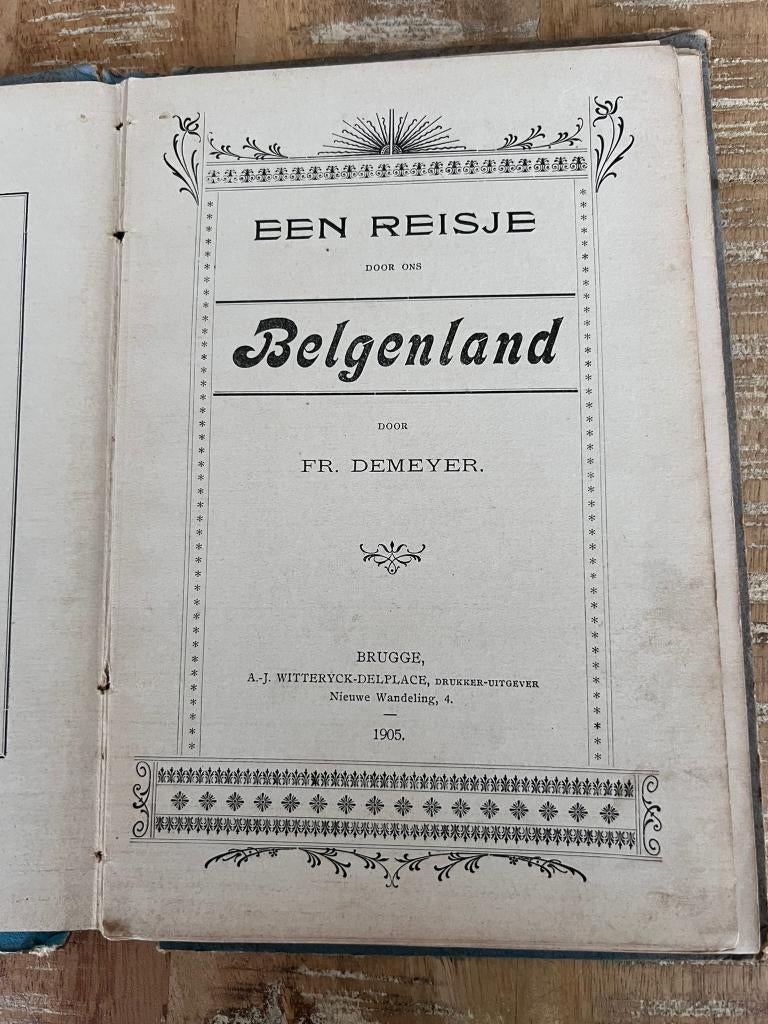 EEN REISJE
DOOR ONS
Belgenland
DOOR
FR. DEMEYER.
BRUGGE,
A.-J. WITTERYCK-DELPLACE, DRUKKER-UITGEVER
Nieuwe Wandeling, 4.
1905.